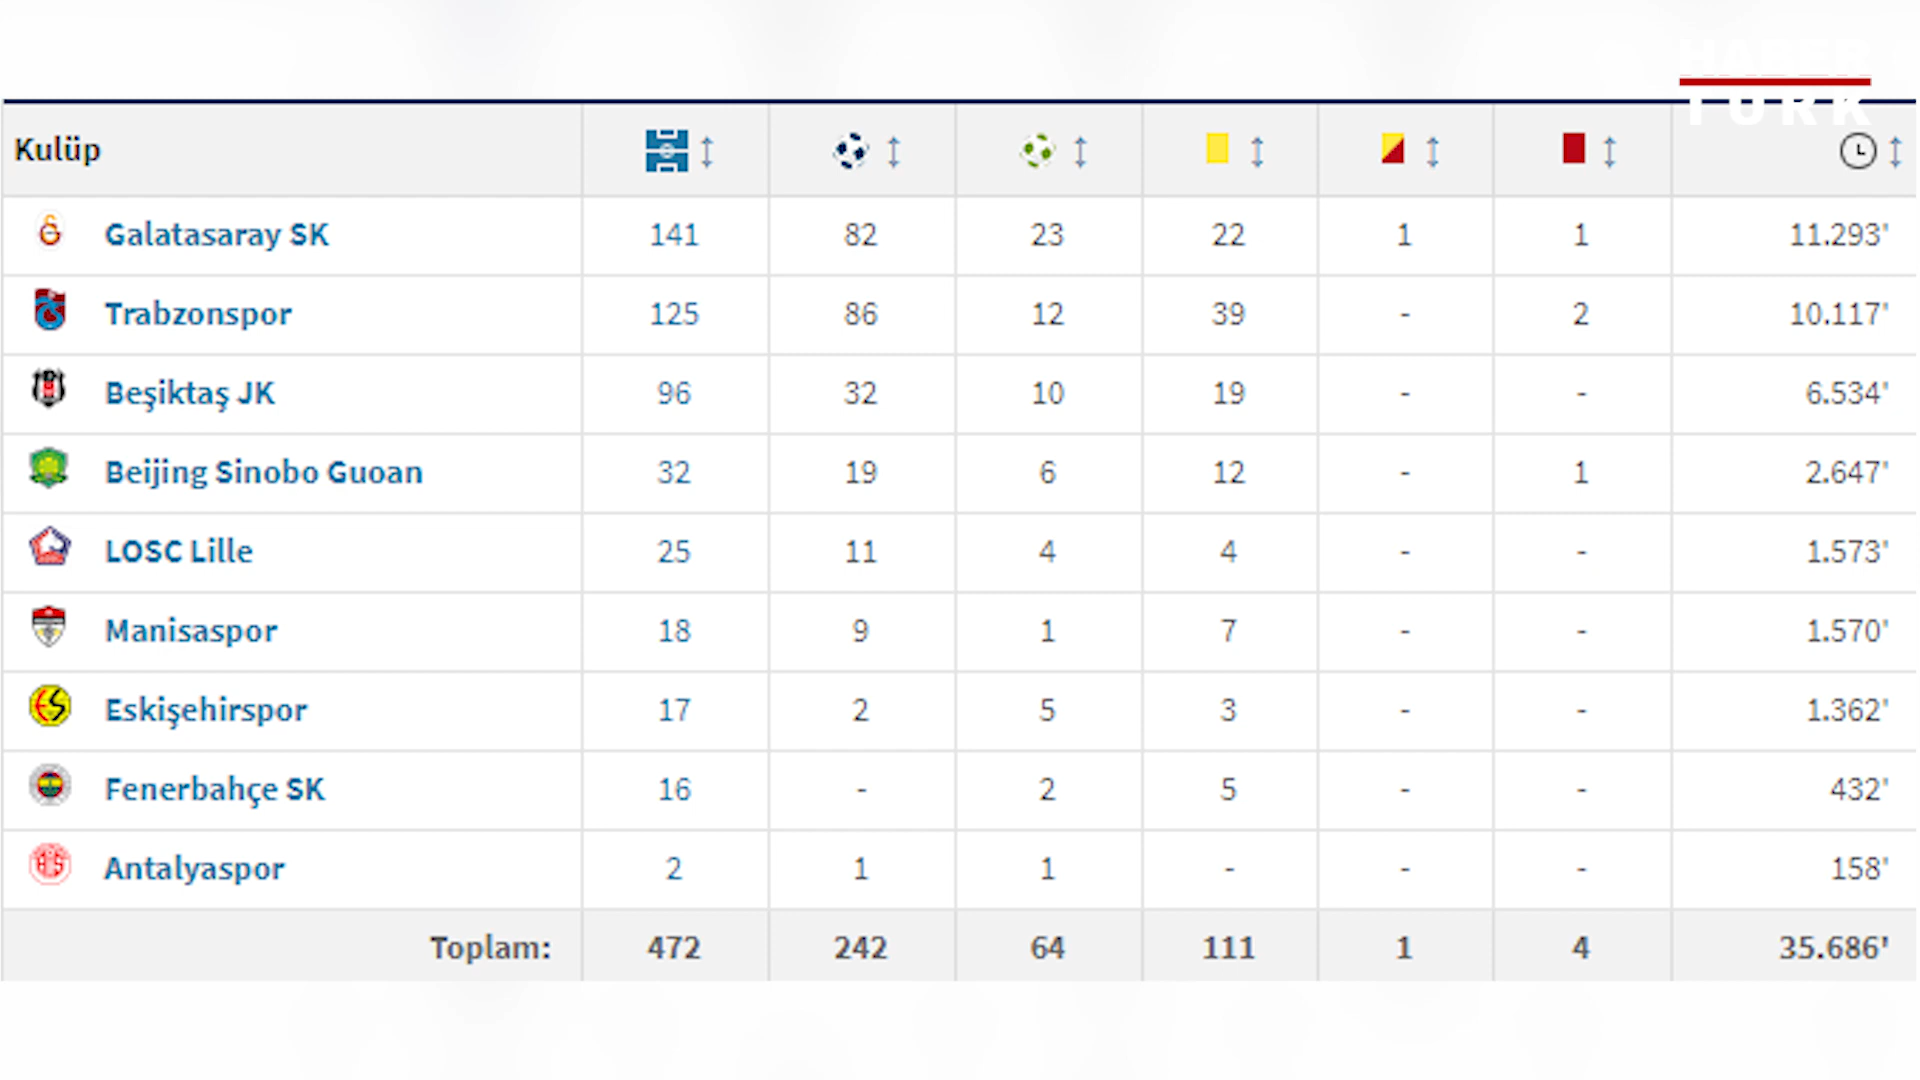 HABER
TÜRK
Kulüp
Galatasaray SK 141 82 23 22 1 1 11.293'
Trabzonspor 125 86 12 39 - 2 10.117'
Beşiktaş JK 96 32 10 19 - - 6.534'
Beijing Sinobo Guoan 32 19 6 12 - 1 2.647'
LOSC Lille 25 11 4 4 - - 1.573'
Manisaspor 18 9 1 7 - - 1.570'
Eskişehirspor 17 2 5 3 - - 1.362'
Fenerbahçe SK 16 - 2 5 - - 432'
Antalyaspor 2 1 1 - - - 158'
Toplam: 472 242 64 111 1 4 35.686'